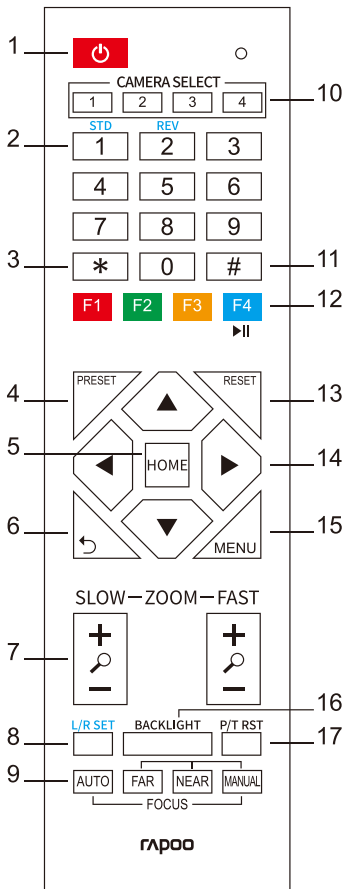 1
CAMERA SELECT
1 2 3 4 10
STD REV
2 1 2 3
4 5 6
7 8 9
3 * 0 # 11
F1 F2 F3 F4 12
PRESET RESET
4 13
5 HOME 14
6 MENU 15
SLOW — ZOOM — FAST
+ +
7
− −
16
L/R SET BACKLIGHT P/T RST
8 17
9 AUTO FAR NEAR MANUAL
FOCUS
rapoo